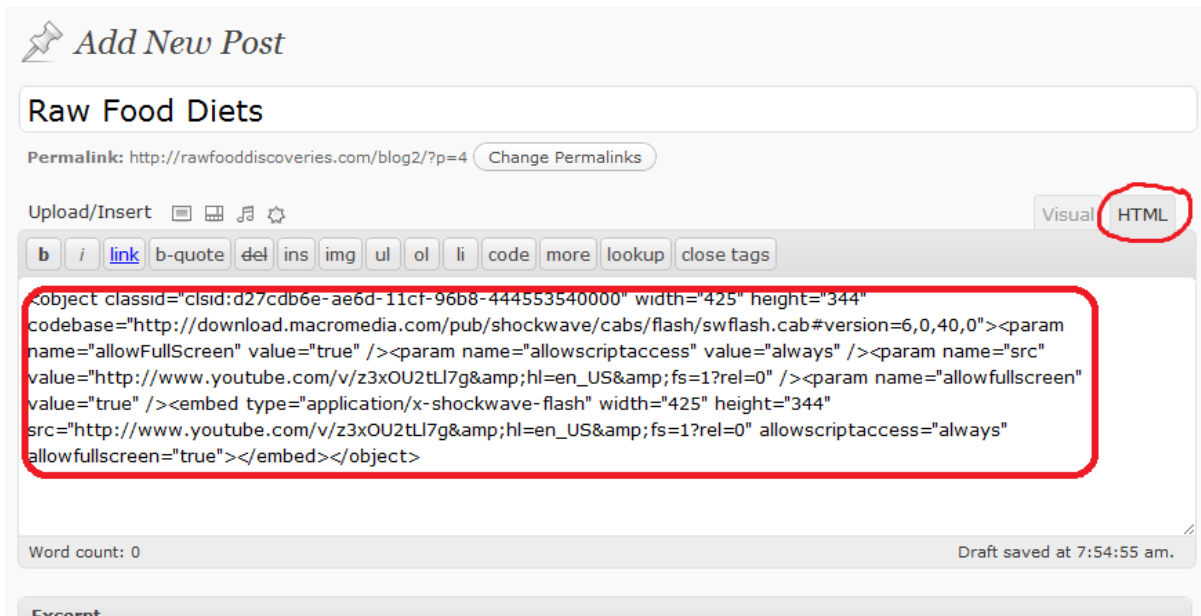 Add New Post
Raw Food Diets
Permalink: http://rawfooddiscoveries.com/blog2/?p=4 Change Permalinks
Upload/Insert Visual HTML
b i link b-quote del ins img ul ol li code more lookup close tags
<object classid="clsid:d27cdb6e-ae6d-11cf-96b8-444553540000" width="425" height="344"
codebase="http://download.macromedia.com/pub/shockwave/cabs/flash/swflash.cab#version=6,0,40,0"><param
name="allowFullScreen" value="true" /><param name="allowscriptaccess" value="always" /><param name="src"
value="http://www.youtube.com/v/z3xOU2tLl7g&amp;hl=en_US&amp;fs=1?rel=0" /><param name="allowfullscreen"
value="true" /><embed type="application/x-shockwave-flash" width="425" height="344"
src="http://www.youtube.com/v/z3xOU2tLl7g&amp;hl=en_US&amp;fs=1?rel=0" allowscriptaccess="always"
allowfullscreen="true"></embed></object>
Word count: 0 Draft saved at 7:54:55 am.
Excerpt